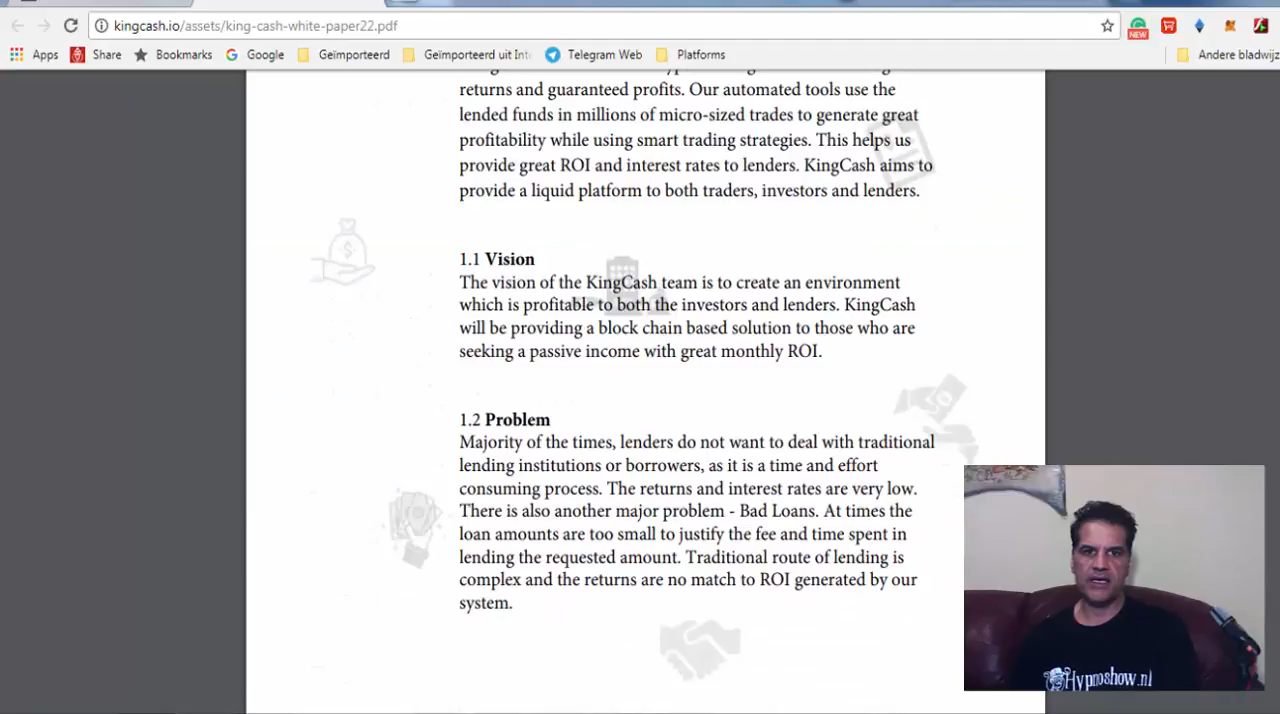 kingcash.io/assets/king-cash-white-paper22.pdf
NEW
Apps Share Bookmarks Google Geïmporteerd Geïmporteerd uit Int Telegram Web Platforms Andere bladwijz
returns and guaranteed profits. Our automated tools use the
lended funds in millions of micro-sized trades to generate great
profitability while using smart trading strategies. This helps us
provide great ROI and interest rates to lenders. KingCash aims to
provide a liquid platform to both traders, investors and lenders.
1.1 Vision
The vision of the KingCash team is to create an environment
which is profitable to both the investors and lenders. KingCash
will be providing a block chain based solution to those who are
seeking a passive income with great monthly ROI.
1.2 Problem
Majority of the times, lenders do not want to deal with traditional
lending institutions or borrowers, as it is a time and effort
consuming process. The returns and interest rates are very low.
There is also another major problem - Bad Loans. At times the
loan amounts are too small to justify the fee and time spent in
lending the requested amount. Traditional route of lending is
complex and the returns are no match to ROI generated by our
system.
Hypnoshow.nl